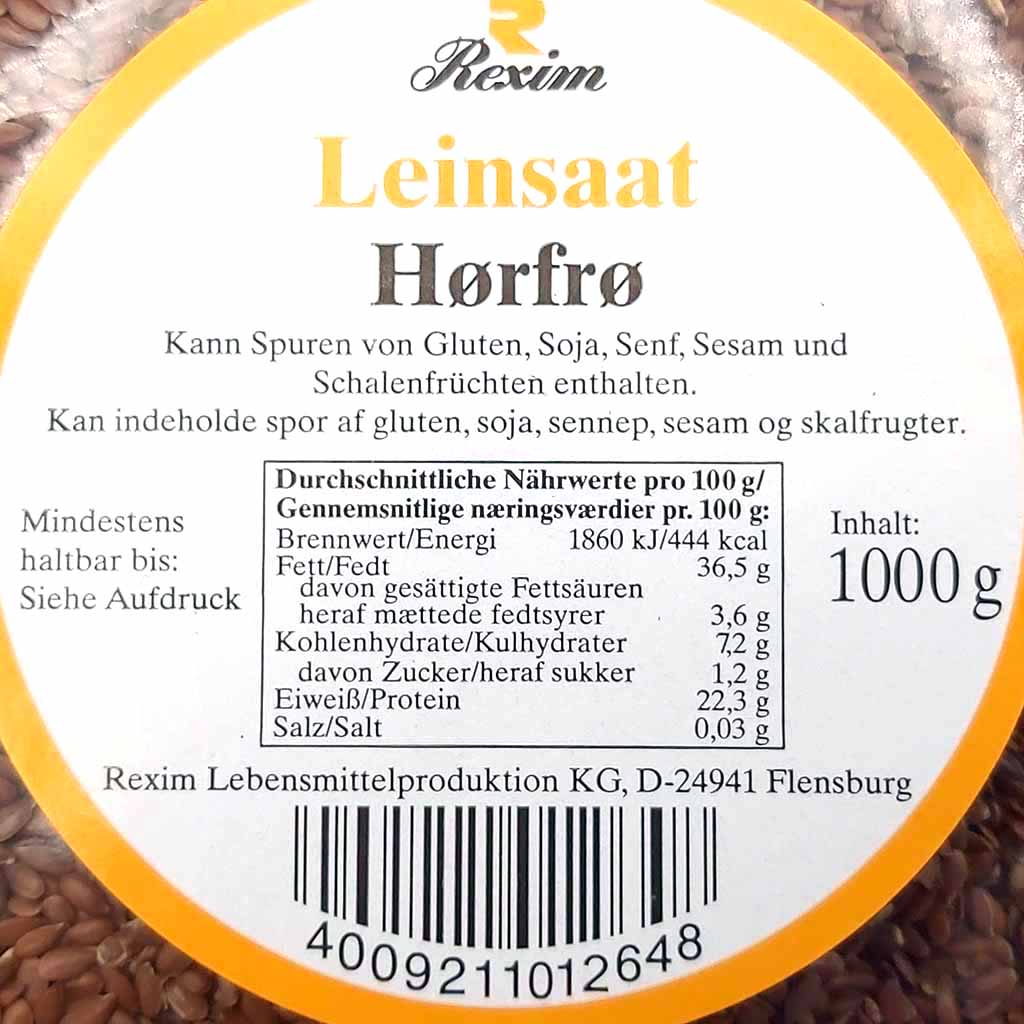 Rexim
Leinsaat
Hørfrø
Kann Spuren von Gluten, Soja, Senf, Sesam und
Schalenfrüchten enthalten.
Kan indeholde spor af gluten, soja, sennep, sesam og skalfrugter.
Mindestens
haltbar bis:
Siehe Aufdruck
Durchschnittliche Nährwerte pro 100 g/
Gennemsnitlige næringsværdier pr. 100 g:
Brennwert/Energi 1860 kJ/444 kcal
Fett/Fedt 36,5 g
davon gesättigte Fettsäuren
heraf mættede fedtsyrer 3,6 g
Kohlenhydrate/Kulhydrater 7,2 g
davon Zucker/heraf sukker 1,2 g
Eiweiß/Protein 22,3 g
Salz/Salt 0,03 g
Inhalt:
1000 g
Rexim Lebensmittelproduktion KG, D-24941 Flensburg
4009211012648